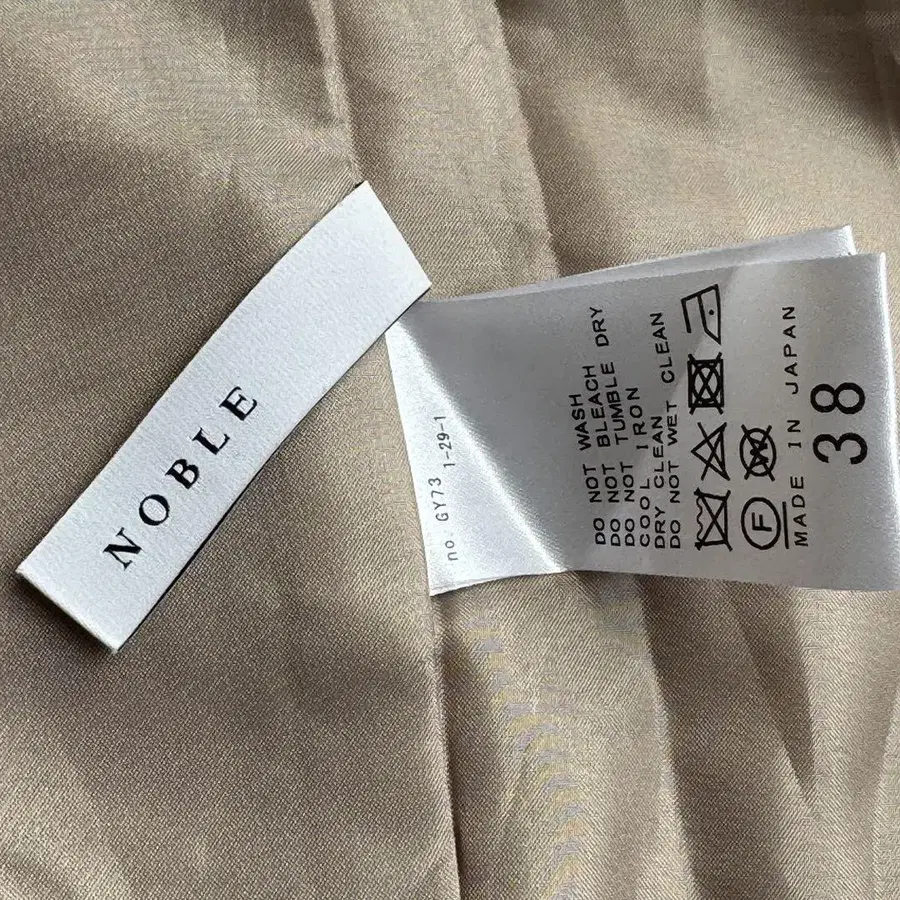 NOBLE
no. GY73
1-29-1
DO NOT WASH
DO NOT BLEACH
DO NOT TUMBLE DRY
COOL IRON
DRY CLEAN
DO NOT WET CLEAN
W
F
MADE IN JAPAN
38